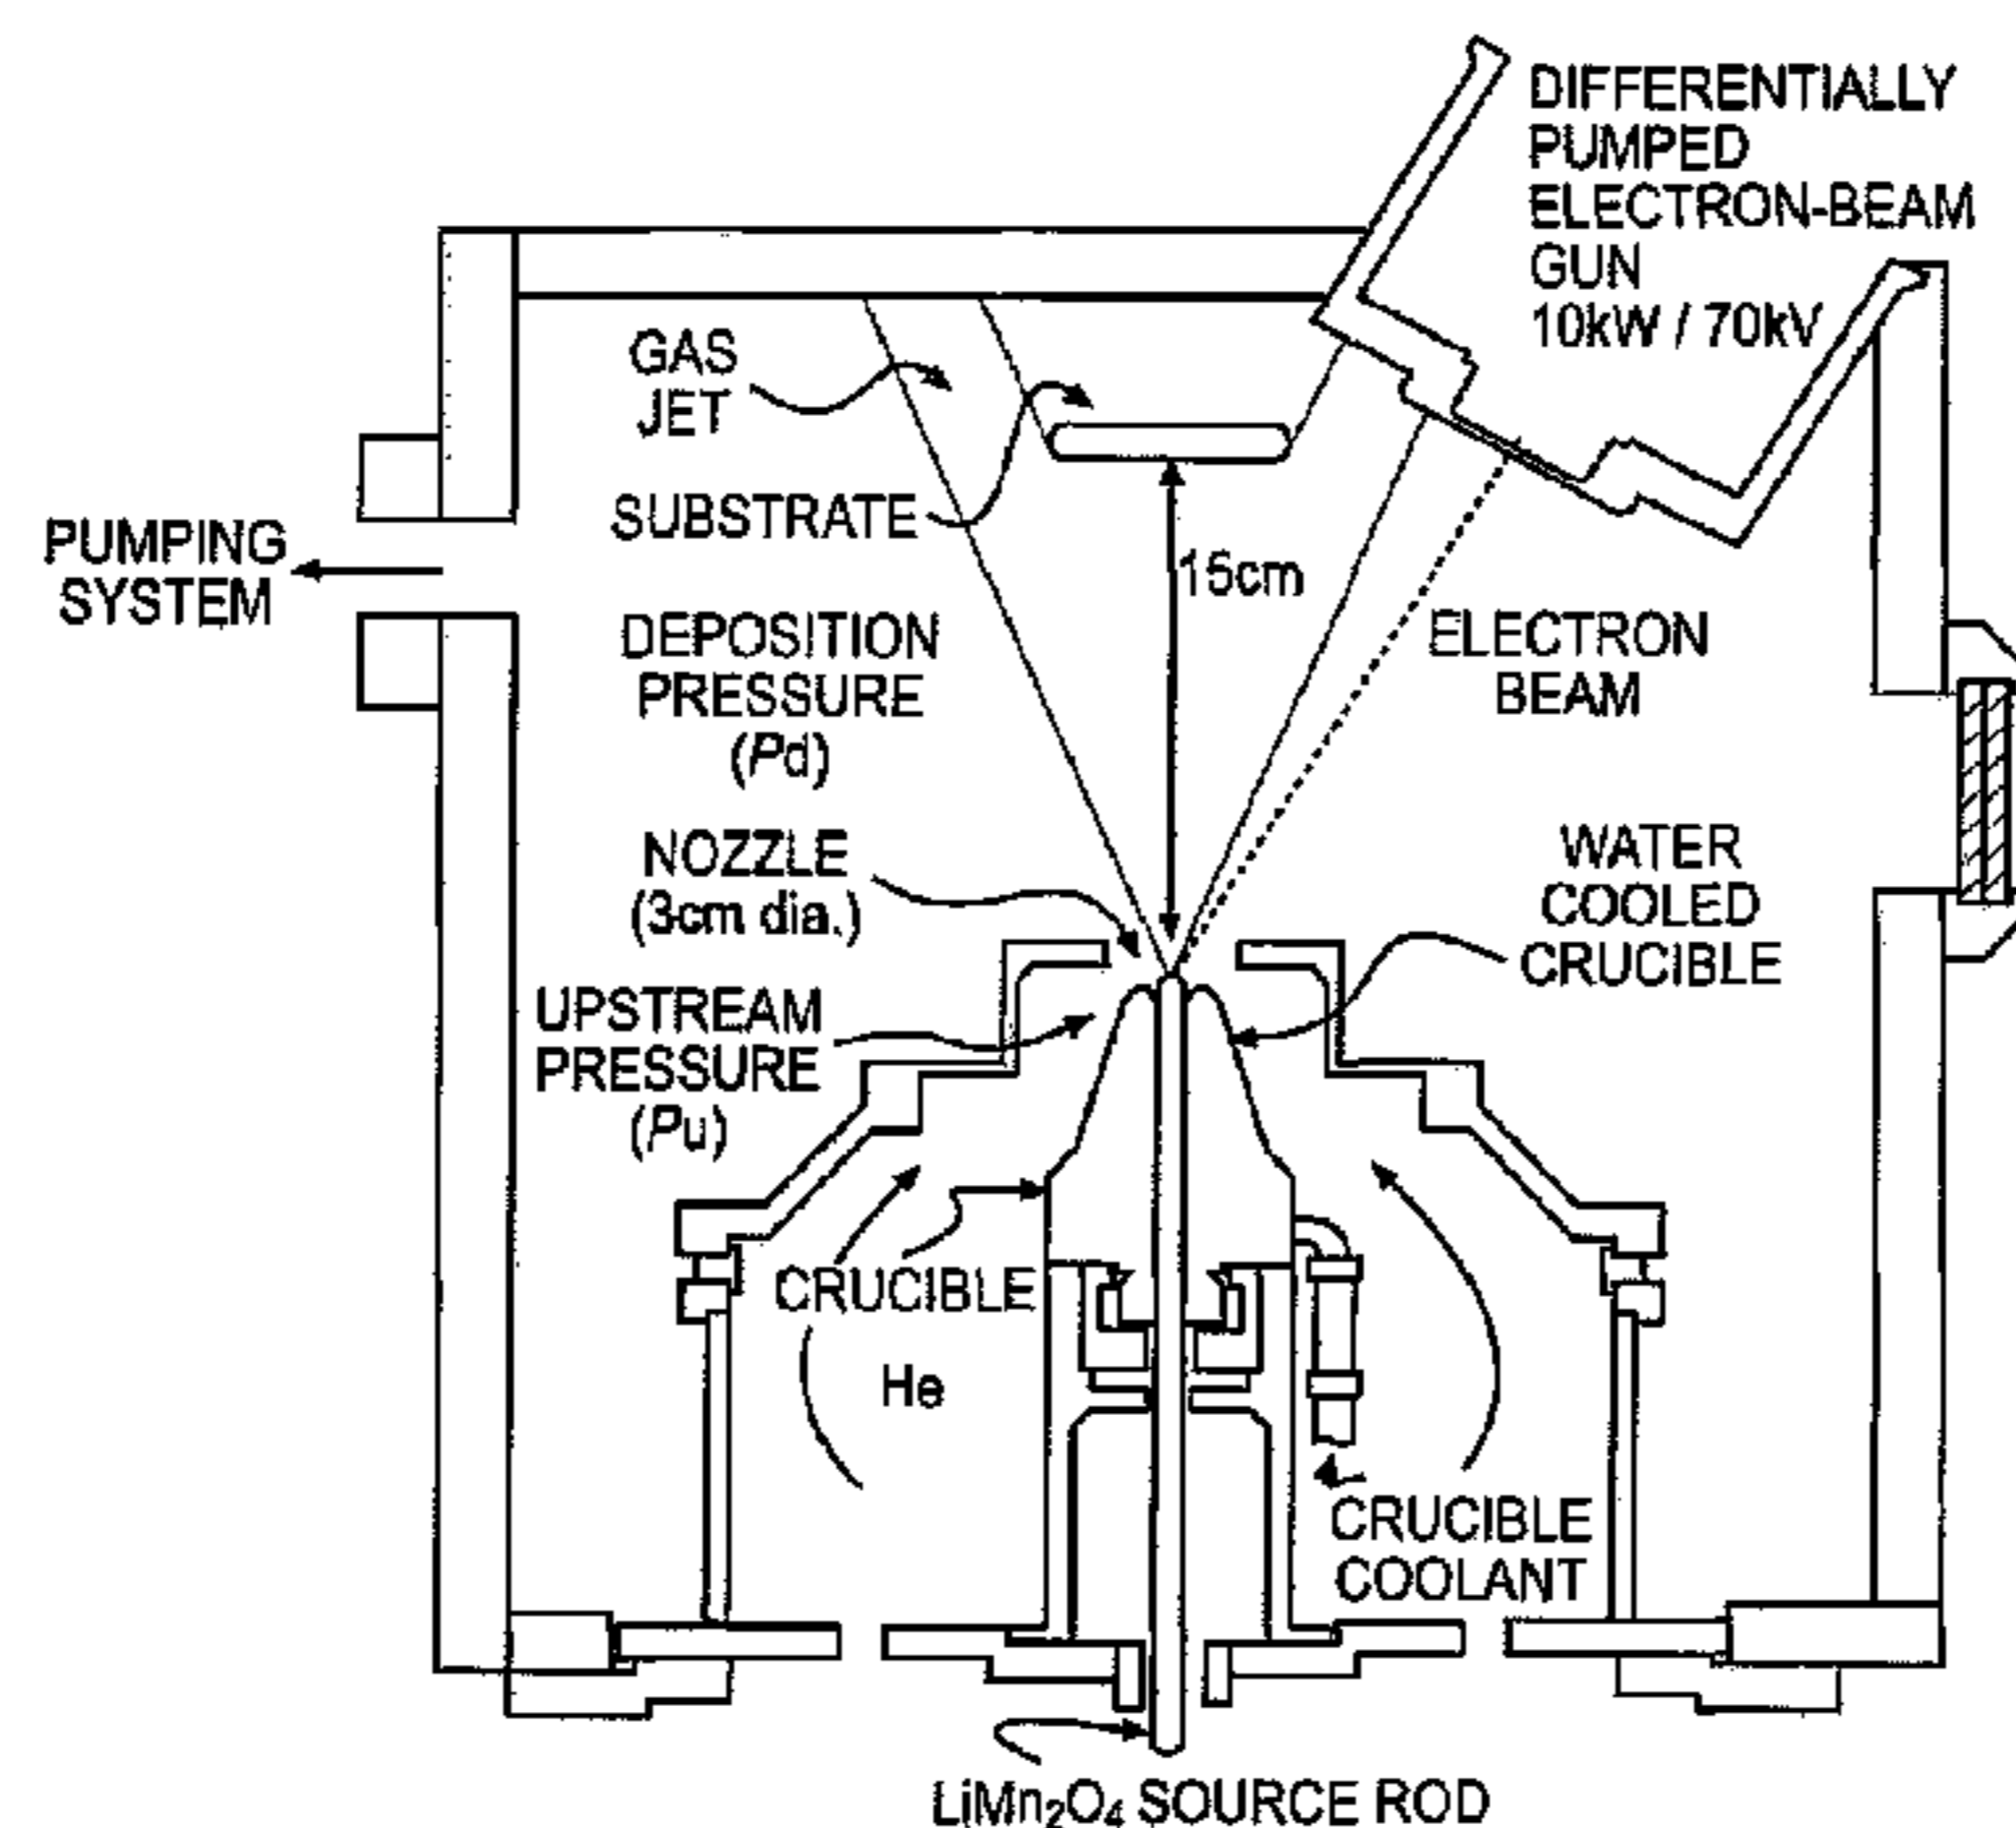 DIFFERENTIALLY
PUMPED
ELECTRON-BEAM
GUN
10kW / 70kV
GAS
JET
SUBSTRATE
PUMPING
SYSTEM
15cm
DEPOSITION
PRESSURE
(Pd)
ELECTRON
BEAM
NOZZLE
(3cm dia.)
WATER
COOLED
CRUCIBLE
UPSTREAM
PRESSURE
(Pu)
CRUCIBLE
He
CRUCIBLE
COOLANT
LiMn₂O₄ SOURCE ROD